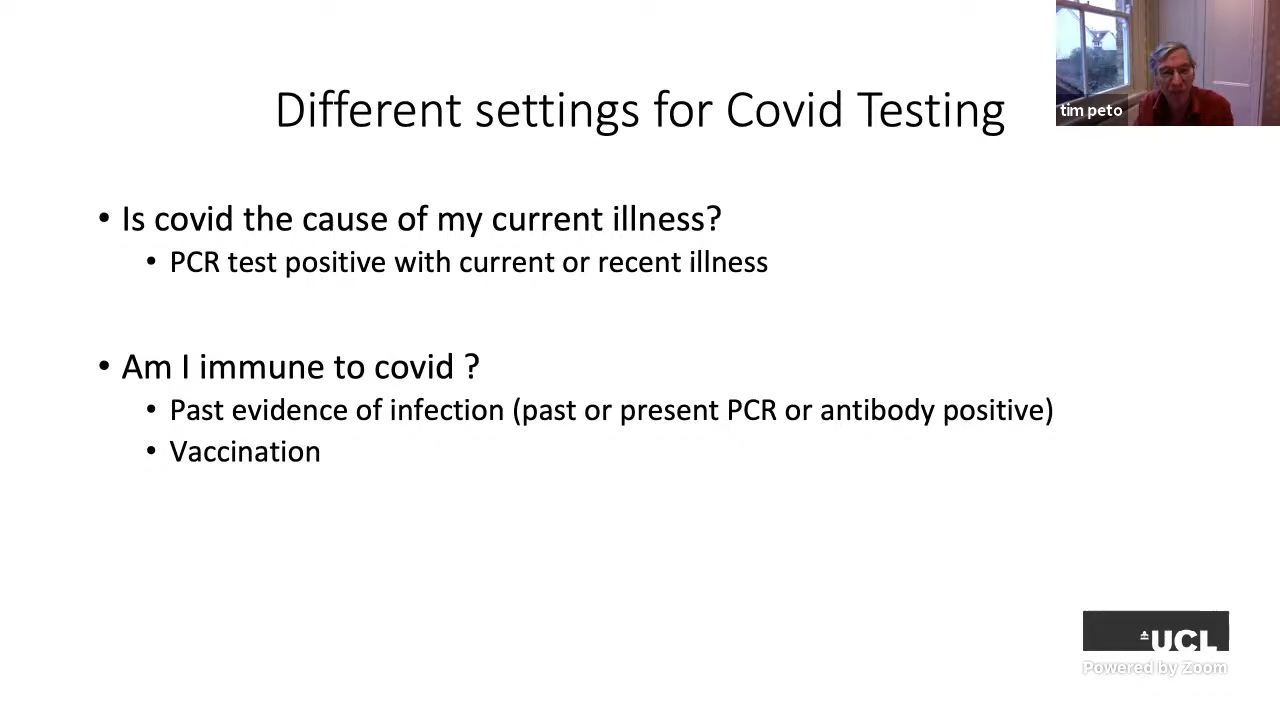 Different settings for Covid Testing
tim peto
• Is covid the cause of my current illness?
• PCR test positive with current or recent illness
• Am I immune to covid ?
• Past evidence of infection (past or present PCR or antibody positive)
• Vaccination
UCL
Powered by Zoom